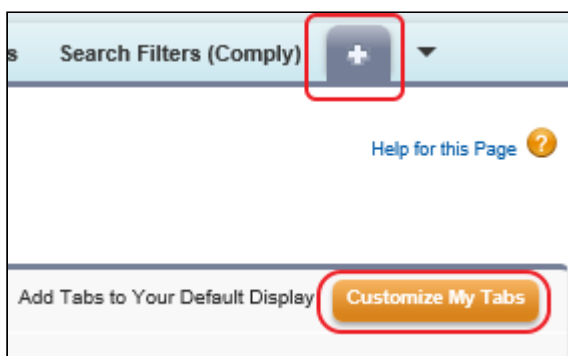 s Search Filters (Comply) +
Help for this Page ?
Add Tabs to Your Default Display Customize My Tabs